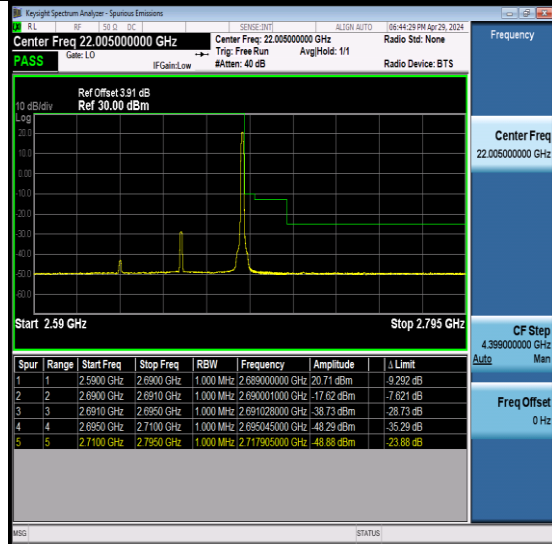 Keysight Spectrum Analyzer - Spurious Emissions
RL RF 50 Ω DC SENSE:INT ALIGN AUTO 06:44:29 PM Apr 29, 2024
Center Freq 22.005000000 GHz
Center Freq: 22.005000000 GHz
Radio Std: None
Trig: Free Run Avg|Hold: 1/1
PASS
Gate: LO
IFGain:Low
#Atten: 40 dB
Radio Device: BTS
Ref Offset 3.91 dB
10 dB/div Ref 30.00 dBm
Log
20.0
10.0
0.00
-10.0
-20.0
-30.0
-40.0
-50.0
-60.0
Start 2.59 GHz Stop 2.795 GHz
Spur Range Start Freq Stop Freq RBW Frequency Amplitude Δ Limit
1 1 2.5900 GHz 2.6900 GHz 1.000 MHz 2.689000000 GHz 20.71 dBm -9.292 dB
2 2 2.6900 GHz 2.6910 GHz 1.000 MHz 2.690001000 GHz -17.62 dBm -7.621 dB
3 3 2.6910 GHz 2.6950 GHz 1.000 MHz 2.691028000 GHz -38.73 dBm -28.73 dB
4 4 2.6950 GHz 2.7100 GHz 1.000 MHz 2.695045000 GHz -48.29 dBm -35.29 dB
5 5 2.7100 GHz 2.7950 GHz 1.000 MHz 2.717905000 GHz -48.88 dBm -23.88 dB
MSG STATUS
Frequency
Center Freq
22.005000000 GHz
CF Step
4.399000000 GHz
Auto Man
Freq Offset
0 Hz